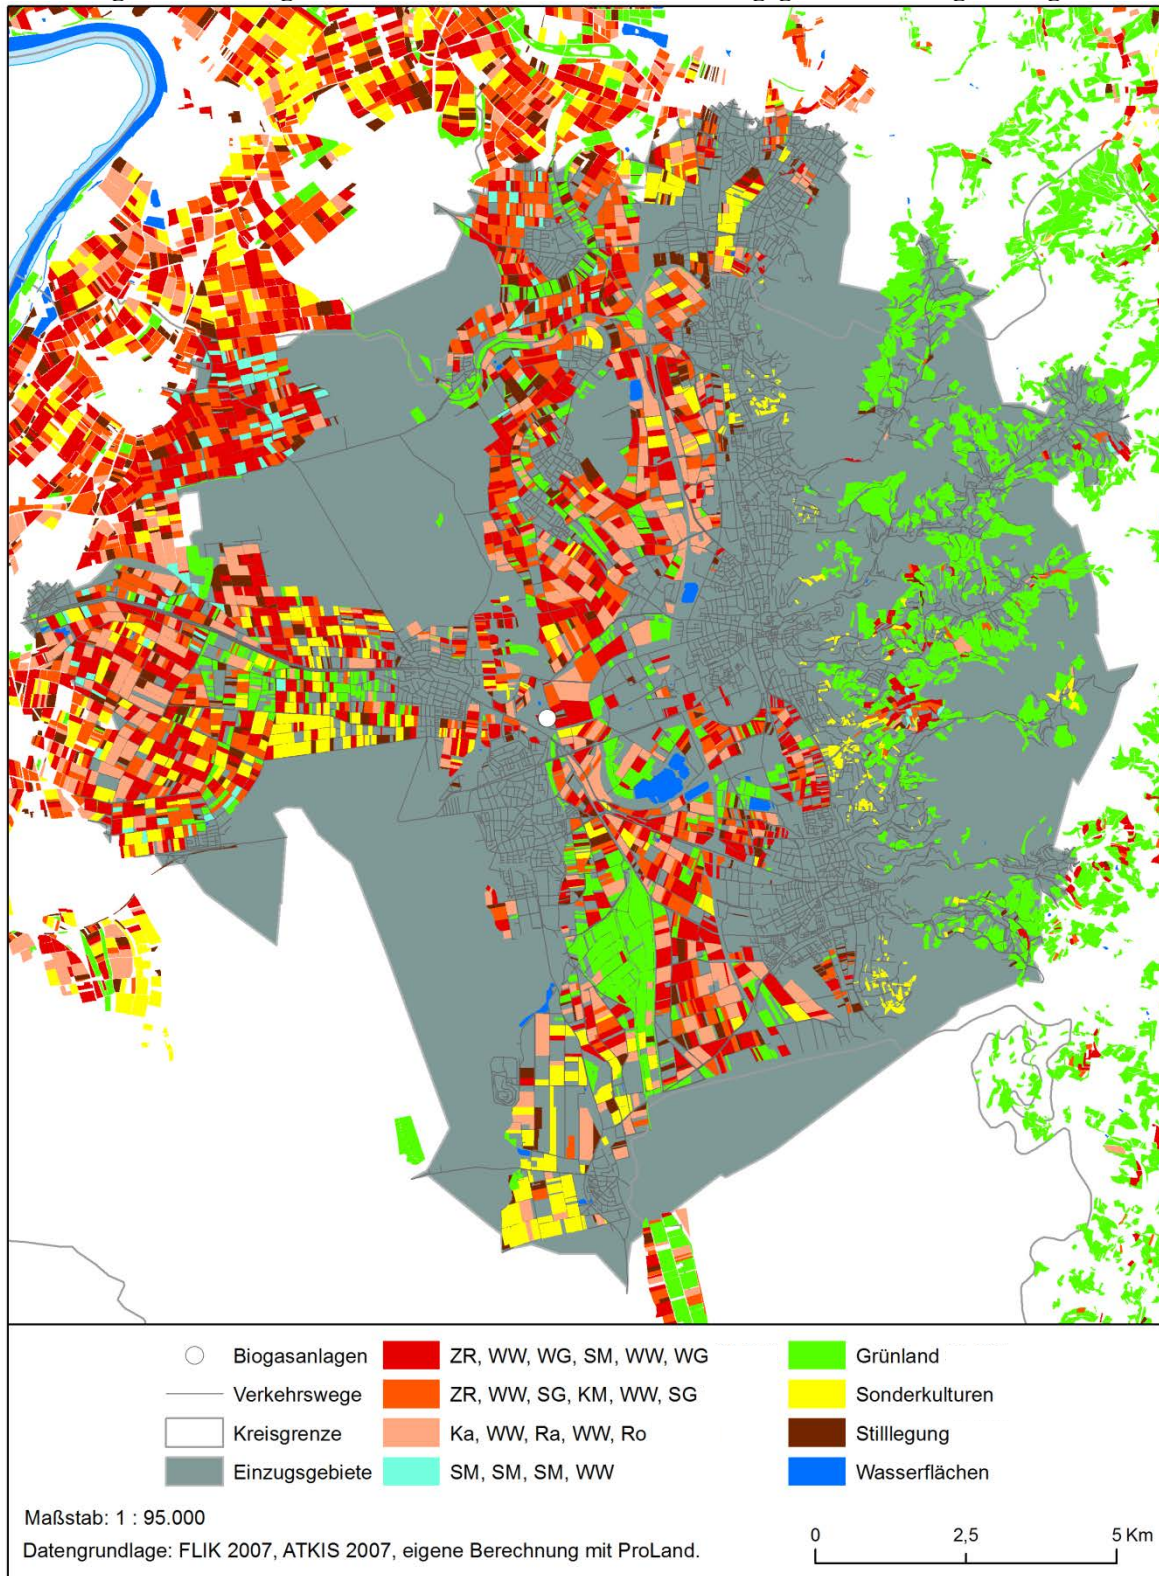 Biogasanlagen
Verkehrswege
Kreisgrenze
Einzugsgebiete
ZR, WW, WG, SM, WW, WG
ZR, WW, SG, KM, WW, SG
Ka, WW, Ra, WW, Ro
SM, SM, SM, WW
Grünland
Sonderkulturen
Stilllegung
Wasserflächen
Maßstab: 1 : 95.000
Datengrundlage: FLIK 2007, ATKIS 2007, eigene Berechnung mit ProLand.
0 2,5 5 Km